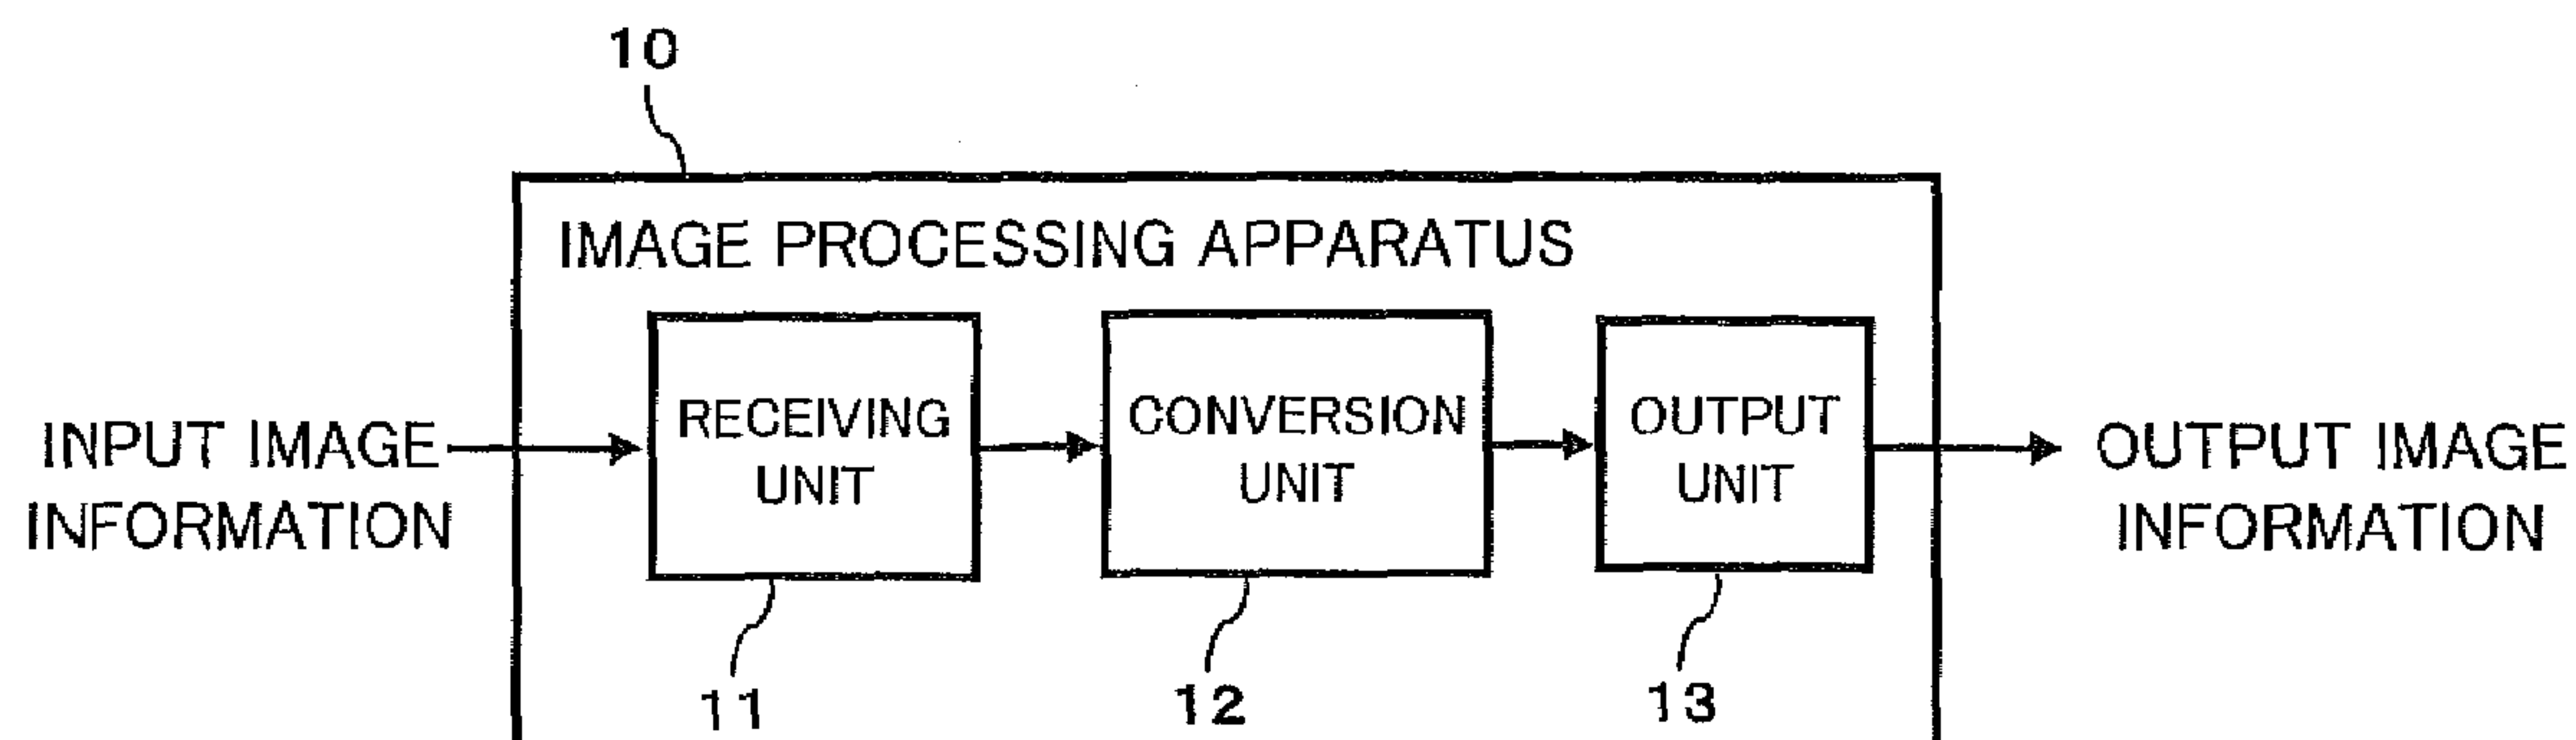 10
IMAGE PROCESSING APPARATUS
INPUT IMAGE
INFORMATION
RECEIVING
UNIT
CONVERSION
UNIT
OUTPUT
UNIT
OUTPUT IMAGE
INFORMATION
11
12
13